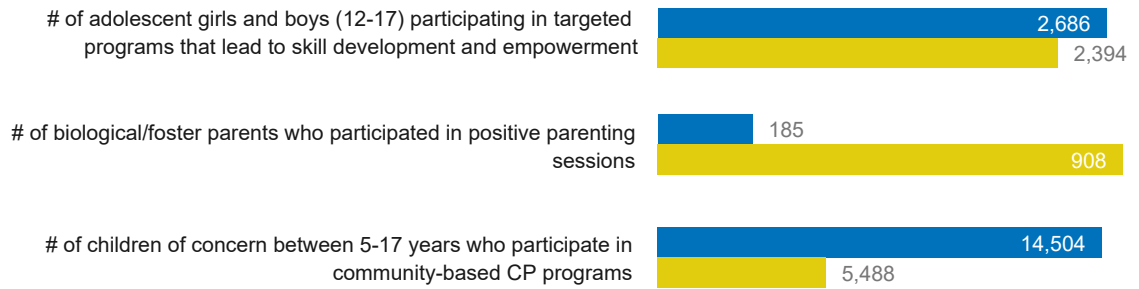 # of adolescent girls and boys (12-17) participating in targeted
programs that lead to skill development and empowerment
2,686
2,394
# of biological/foster parents who participated in positive parenting
sessions
185
908
# of children of concern between 5-17 years who participate in
community-based CP programs
14,504
5,488